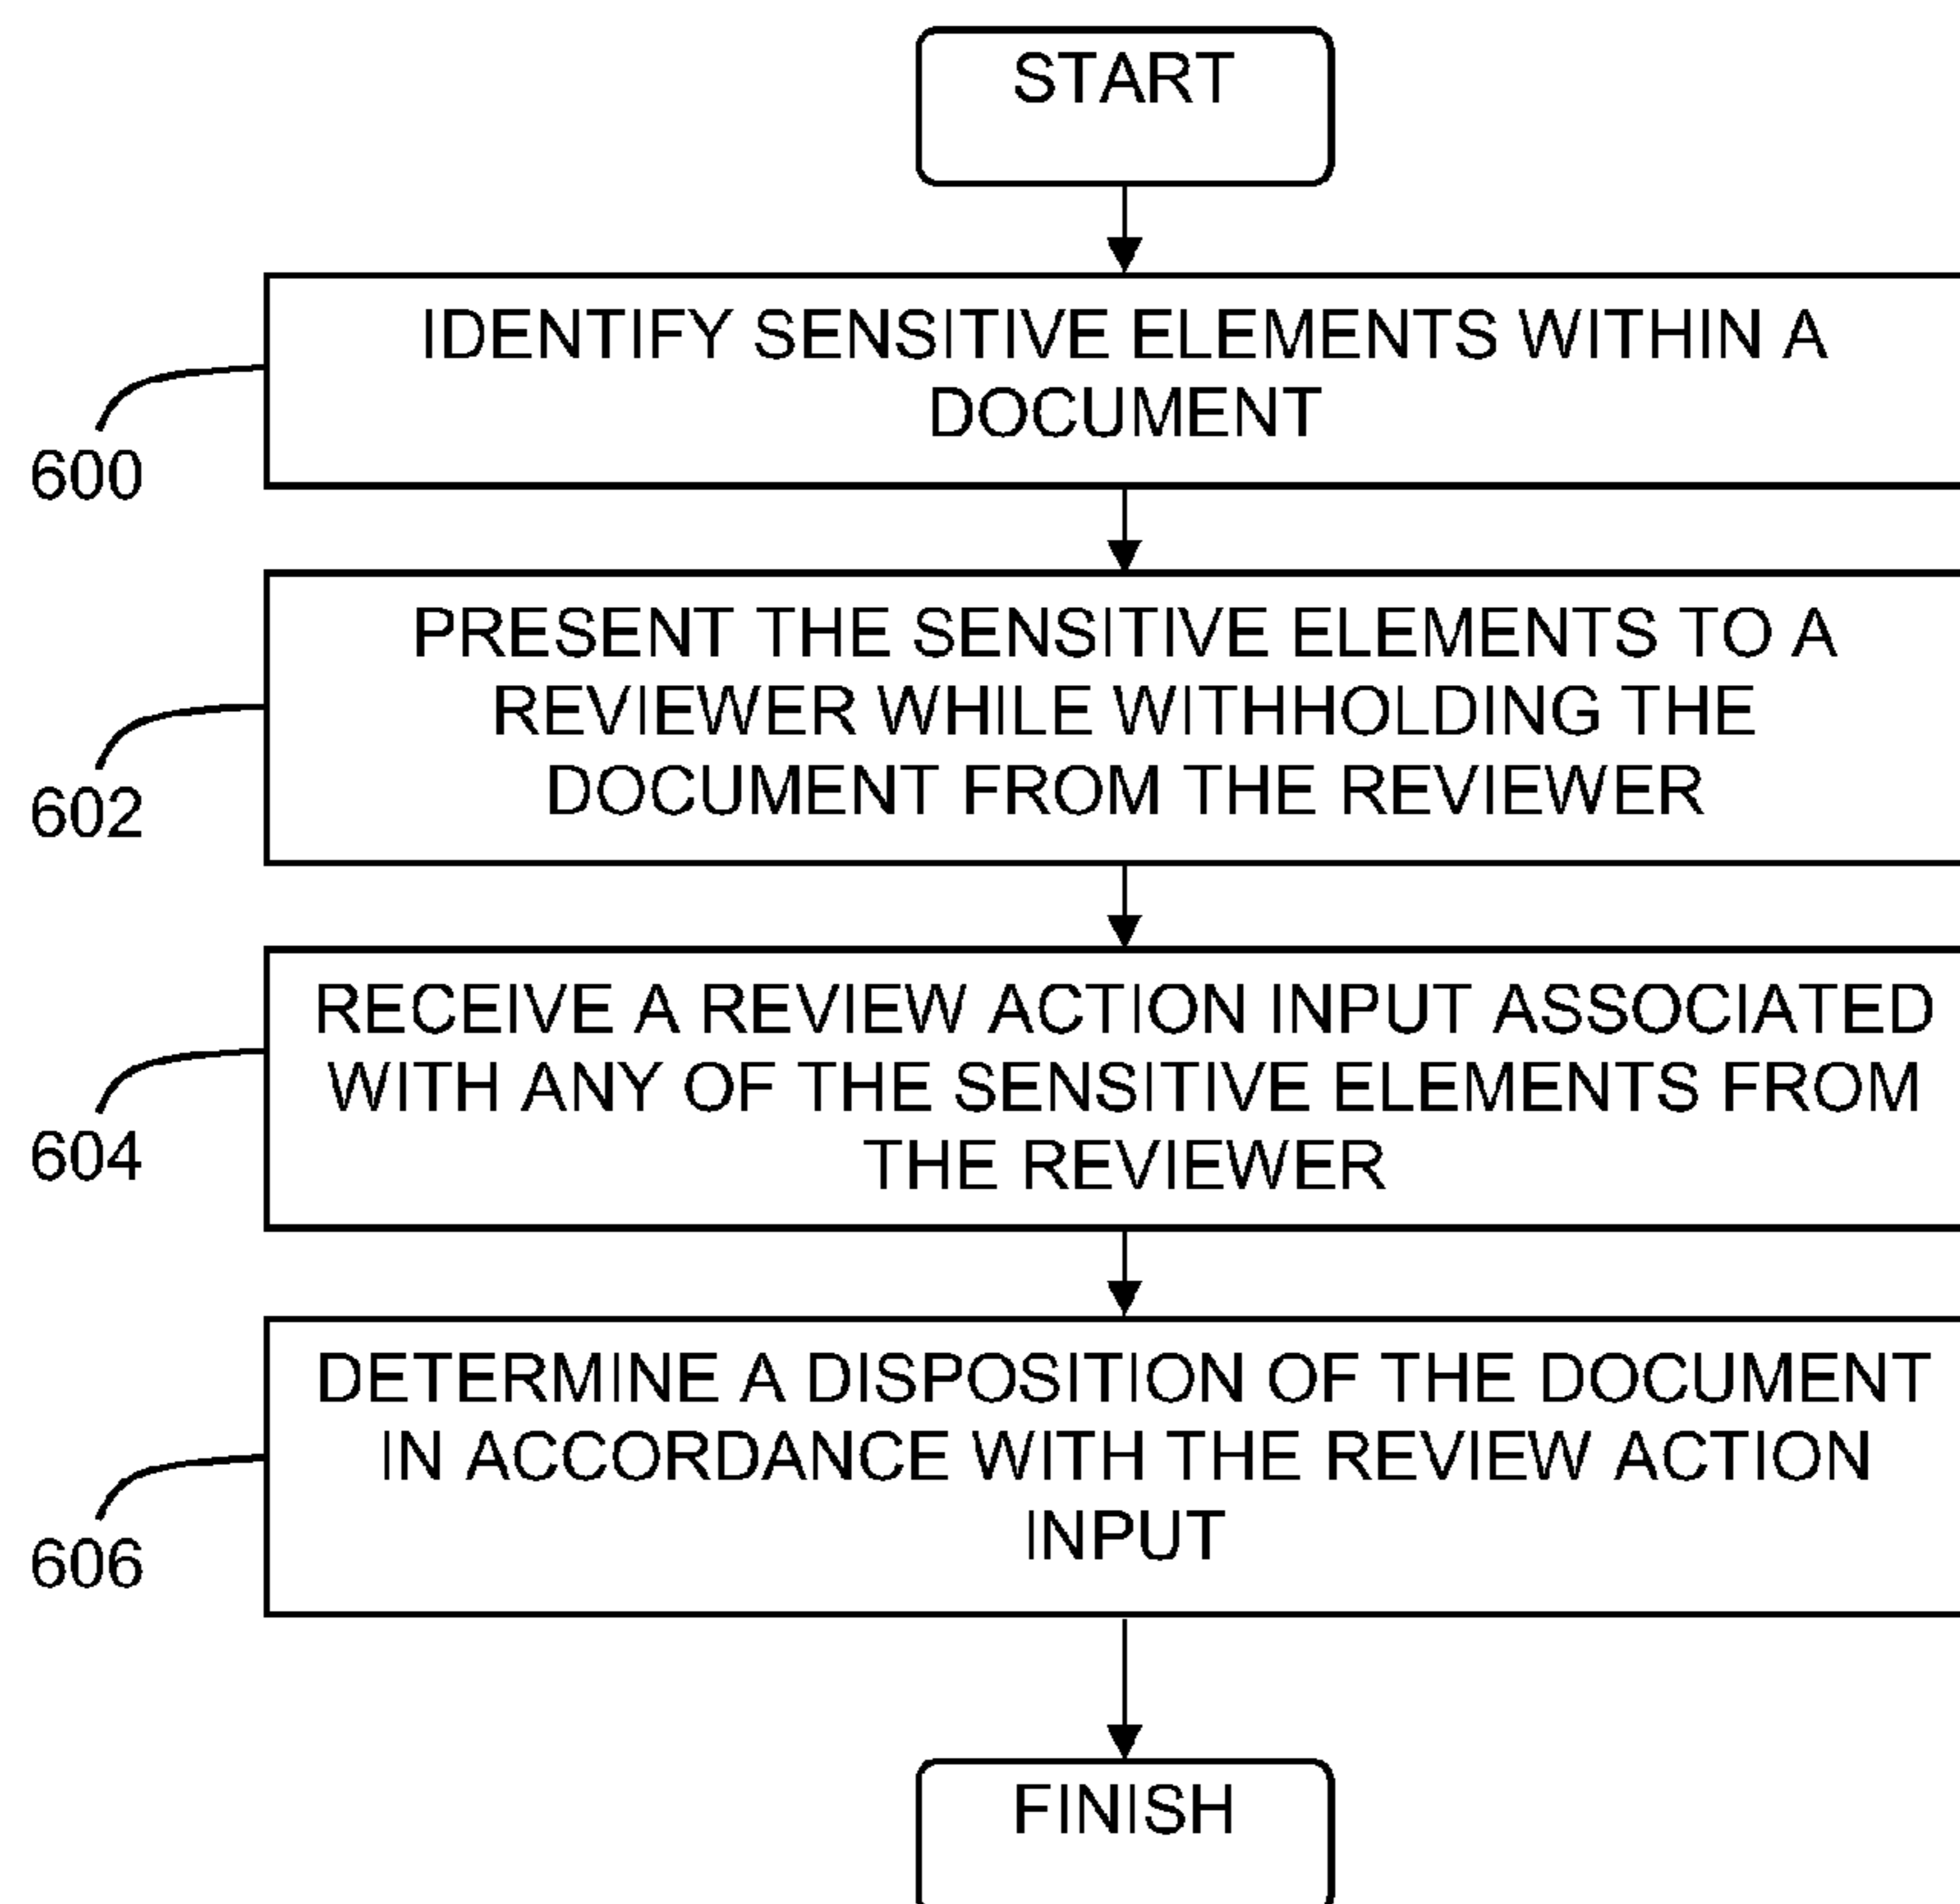 START
IDENTIFY SENSITIVE ELEMENTS WITHIN A
DOCUMENT
600
PRESENT THE SENSITIVE ELEMENTS TO A
REVIEWER WHILE WITHHOLDING THE
DOCUMENT FROM THE REVIEWER
602
RECEIVE A REVIEW ACTION INPUT ASSOCIATED
WITH ANY OF THE SENSITIVE ELEMENTS FROM
THE REVIEWER
604
DETERMINE A DISPOSITION OF THE DOCUMENT
IN ACCORDANCE WITH THE REVIEW ACTION
INPUT
606
FINISH